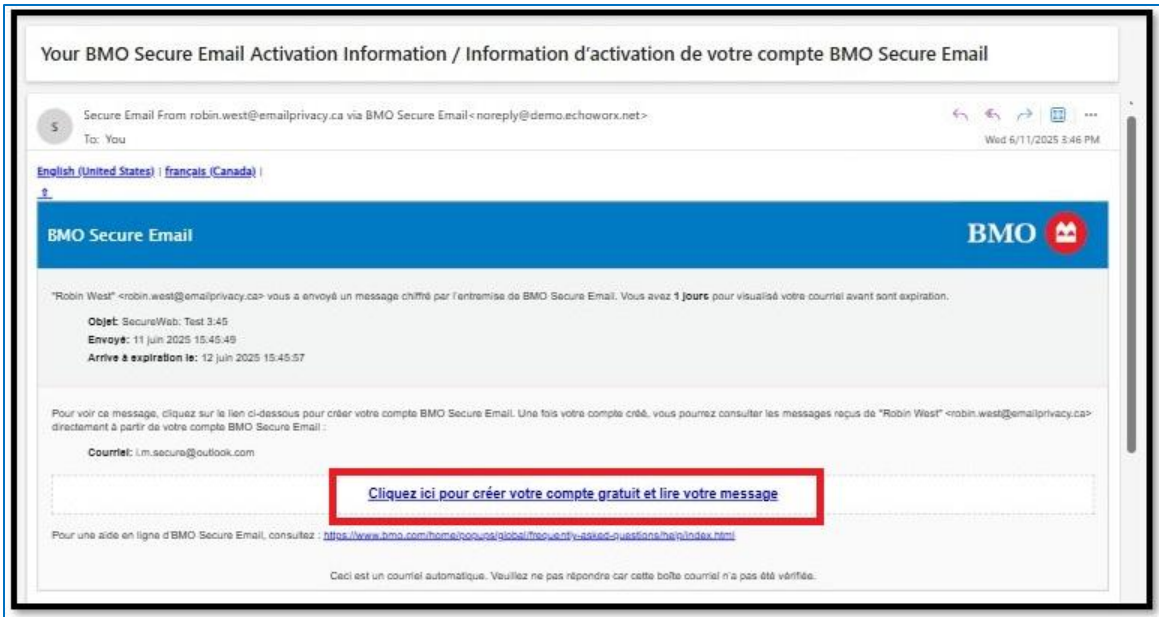 Your BMO Secure Email Activation Information / Information d'activation de votre compte BMO Secure Email
S
Secure Email From robin.west@emailprivacy.ca via BMO Secure Email<noreply@demo.echoworx.net>
To: You
Wed 6/11/2025 3:46 PM
English (United States) | français (Canada) |
⇧
BMO Secure Email
BMO
"Robin West" <robin.west@emailprivacy.ca> vous a envoyé un message chiffré par l'entremise de BMO Secure Email. Vous avez 1 jours pour visualisé votre courriel avant sont expiration.
Objet: SecureWeb: Test 3:45
Envoyé: 11 juin 2025 15:45:49
Arrive à expiration le: 12 juin 2025 15:45:57
Pour voir ce message, cliquez sur le lien ci-dessous pour créer votre compte BMO Secure Email. Une fois votre compte créé, vous pourrez consulter les messages reçus de "Robin West" <robin.west@emailprivacy.ca>
directement à partir de votre compte BMO Secure Email :
Courriel: i.m.secure@outlook.com
Cliquez ici pour créer votre compte gratuit et lire votre message
Pour une aide en ligne d'BMO Secure Email, consultez : https://www.bmo.com/home/popups/global/frequently-asked-questions/help/index.html
Ceci est un courriel automatique. Veuillez ne pas répondre car cette boîte courriel n'a pas été vérifiée.